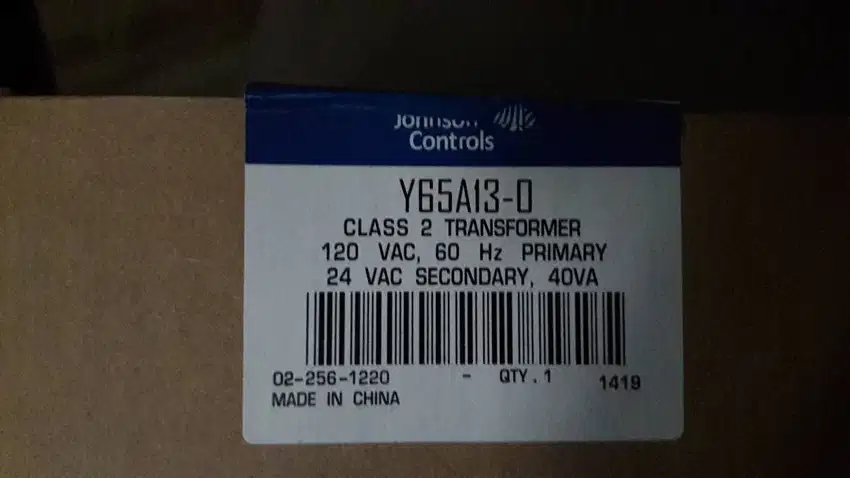 Johnson
Controls
Y65A13-0
CLASS 2 TRANSFORMER
120 VAC, 60 Hz PRIMARY
24 VAC SECONDARY, 40VA
02-256-1220 - QTY.1 1419
MADE IN CHINA